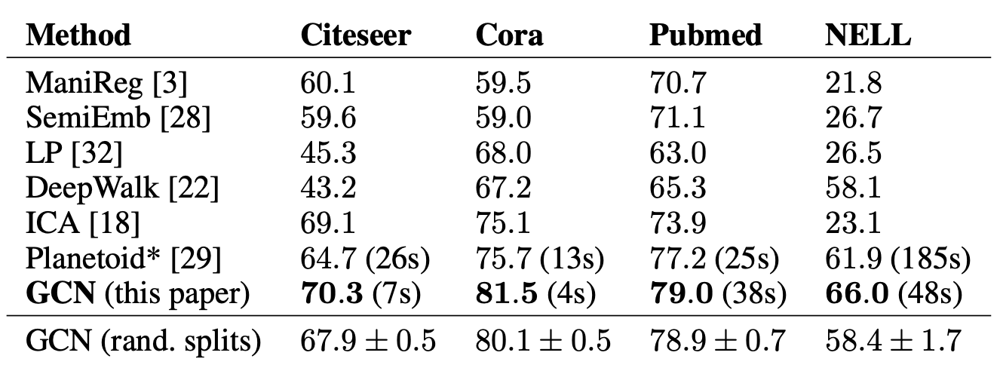 Method Citeseer Cora Pubmed NELL
ManiReg [3] 60.1 59.5 70.7 21.8
SemiEmb [28] 59.6 59.0 71.1 26.7
LP [32] 45.3 68.0 63.0 26.5
DeepWalk [22] 43.2 67.2 65.3 58.1
ICA [18] 69.1 75.1 73.9 23.1
Planetoid* [29] 64.7 (26s) 75.7 (13s) 77.2 (25s) 61.9 (185s)
GCN (this paper) 70.3 (7s) 81.5 (4s) 79.0 (38s) 66.0 (48s)
GCN (rand. splits) 67.9 ± 0.5 80.1 ± 0.5 78.9 ± 0.7 58.4 ± 1.7